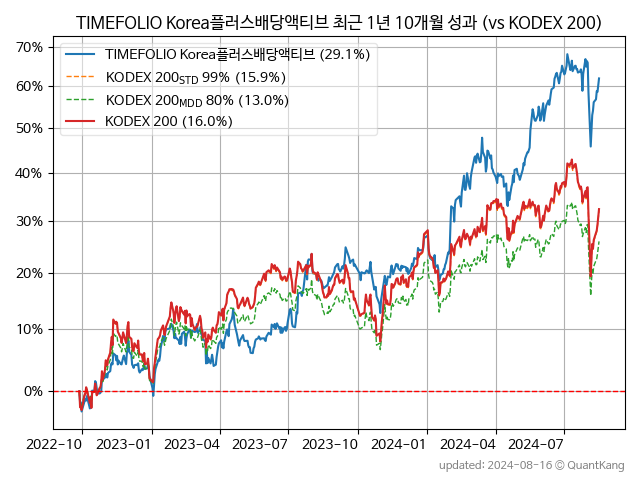 TIMEFOLIO Korea플러스배당액티브 최근 1년 10개월 성과 (vs KODEX 200)
TIMEFOLIO Korea플러스배당액티브 (29.1%)
KODEX 200STD 99% (15.9%)
KODEX 200MDD 80% (13.0%)
KODEX 200 (16.0%)
70%
60%
50%
40%
30%
20%
10%
0%
2022-10 2023-01 2023-04 2023-07 2023-10 2024-01 2024-04 2024-07
updated: 2024-08-16 © QuantKang